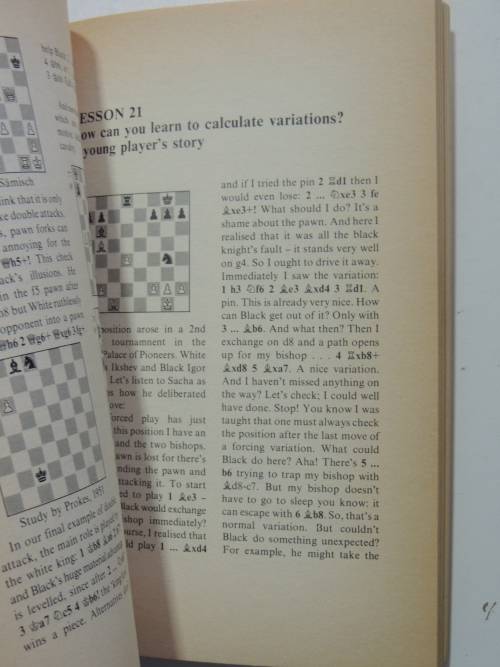 help Black
Sämisch
ink that it is only
ke double attacks.
s, pawn forks can
annoying for the
♕h5+! This check
ack's illusions. He
in the f5 pawn after
h8 but White ruthlessly
opponent into a pawn
♕h6 2 ♕g6+ ♕xg6 3 fg+
Study by Prokes, 1951
In our final example of double
attack, the main role is played by
the white king: 1 ♔b8
and Black's huge material advantage
is levelled, since after 2
3 ♔a7 ♘c5 4 ♔b6! the
wins a piece.
ESSON 21
ow can you learn to calculate variations?
young player's story
osition arose in a 2nd
tournamnent in the
Palace of Pioneers. White
s Ikshev and Black Igor
Let's listen to Sacha as
s how he deliberated
ove:
orced play has just
this position I have an
and the two bishops.
awn is lost for there's
nding the pawn and
ttacking it. To start
ed to play 1 ♗e3 –
Black would exchange
shop immediately?
urse, I realised that
ld play 1 ... ♗xd4
and if I tried the pin 2 ♖d1 then I
would even lose: 2 ... ♘xe3 3 fe
♗xe3+! What should I do? It's a
shame about the pawn. And here I
realised that it was all the black
knight's fault – it stands very well
on g4. So I ought to drive it away.
Immediately I saw the variation:
1 h3 ♘f6 2 ♗e3 ♗xd4 3 ♖d1. A
pin. This is already very nice. How
can Black get out of it? Only with
3 ... ♗b6. And what then? Then I
exchange on d8 and a path opens
up for my bishop . . . 4 ♖xb8+
♗xd8 5 ♗xa7. A nice variation.
And I haven't missed anything on
the way? Let's check; I could well
have done. Stop! You know I was
taught that one must always check
the position after the last move of
a forcing variation. What could
Black do here? Aha! There's 5 ...
b6 trying to trap my bishop with
♗d8-c7. But my bishop doesn't
have to go to sleep you know: it
can escape with 6 ♗b8. So, that's a
normal variation. But couldn't
Black do something unexpected?
For example, he might take the